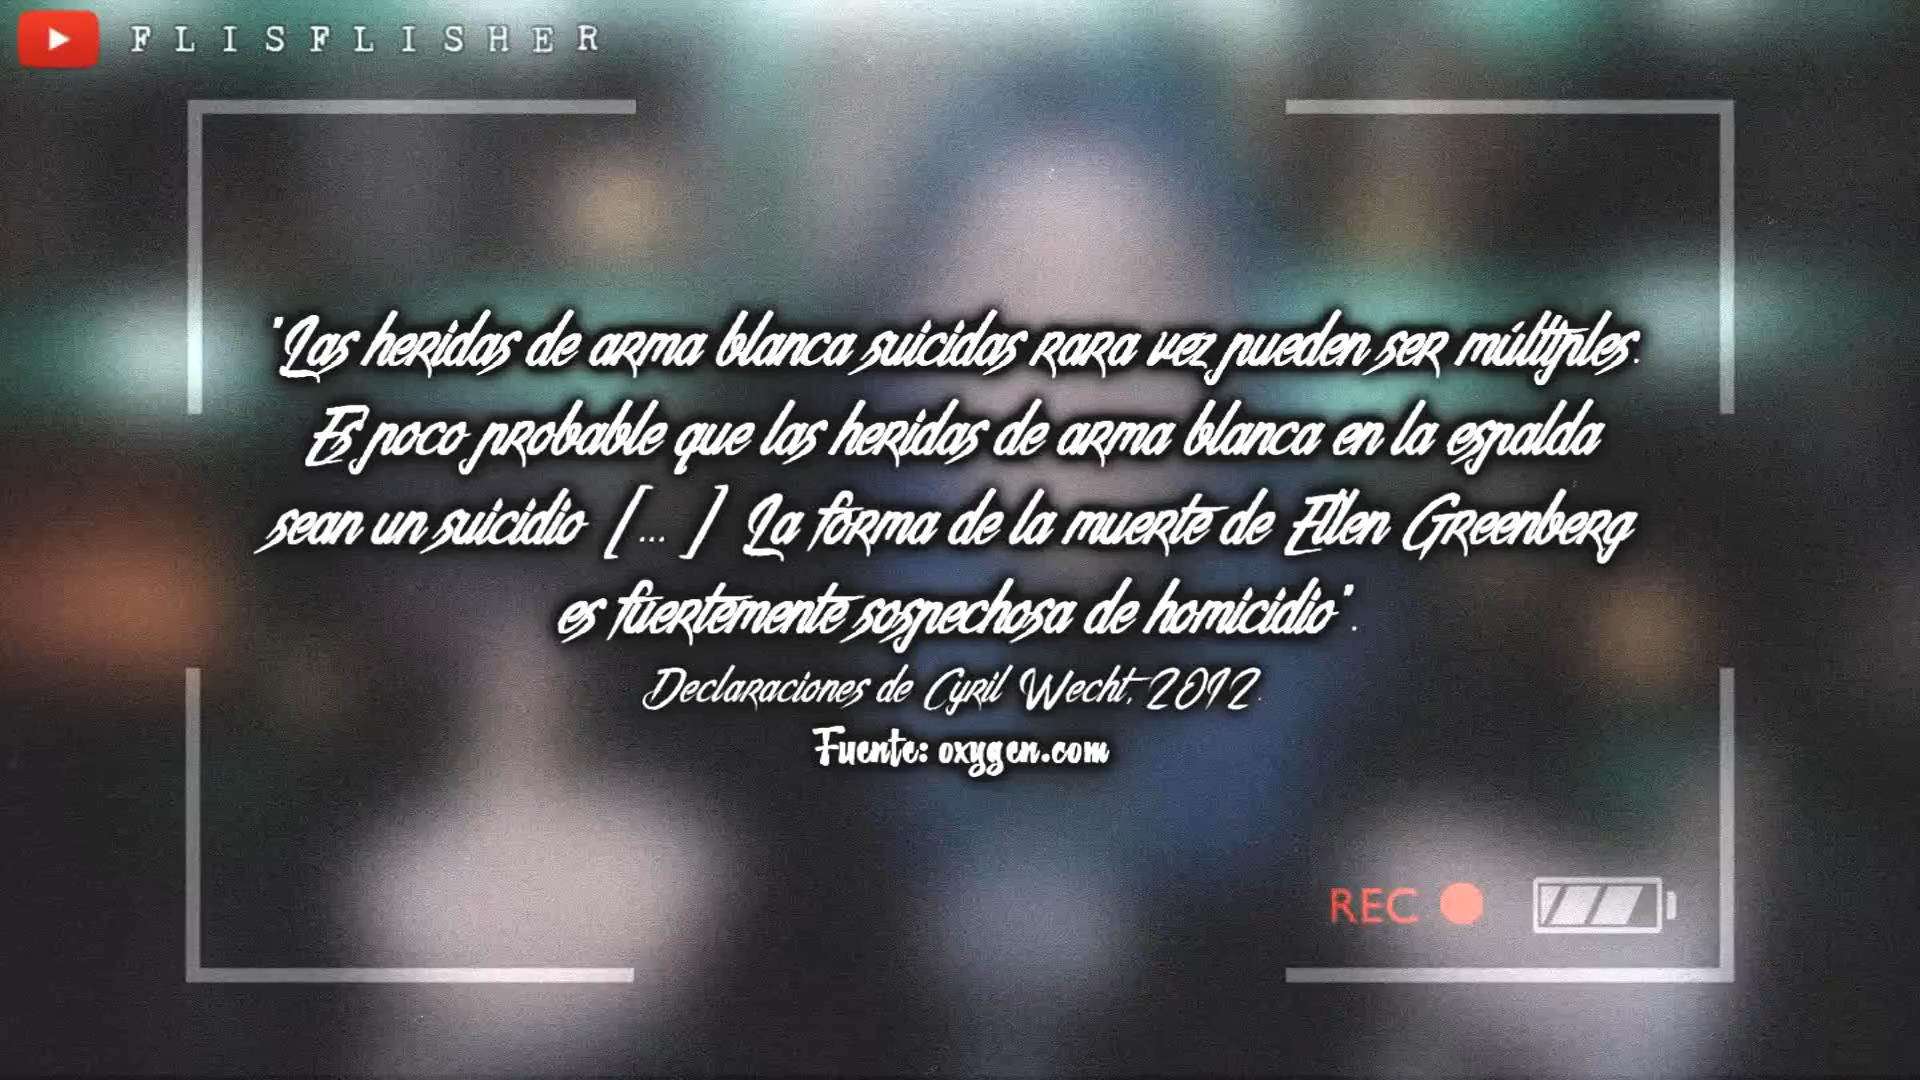 FLISFLISHER
"Las heridas de arma blanca suicidas rara vez pueden ser múltiples.
Es poco probable que las heridas de arma blanca en la espalda
sean un suicidio [...] La forma de la muerte de Ellen Greenberg
es fuertemente sospechosa de homicidio".
Declaraciones de Cyril Wecht, 2012.
Fuente: oxygen.com
REC